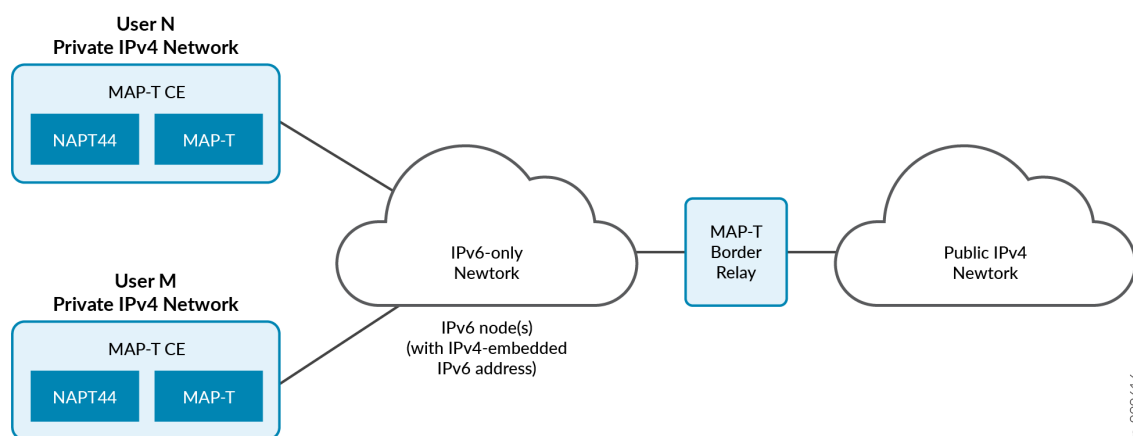 User N
Private IPv4 Network
MAP-T CE
NAPT44
MAP-T
User M
Private IPv4 Network
MAP-T CE
NAPT44
MAP-T
IPv6-only
Newtork
IPv6 node(s)
(with IPv4-embedded
IPv6 address)
MAP-T
Border
Relay
Public IPv4
Newtork